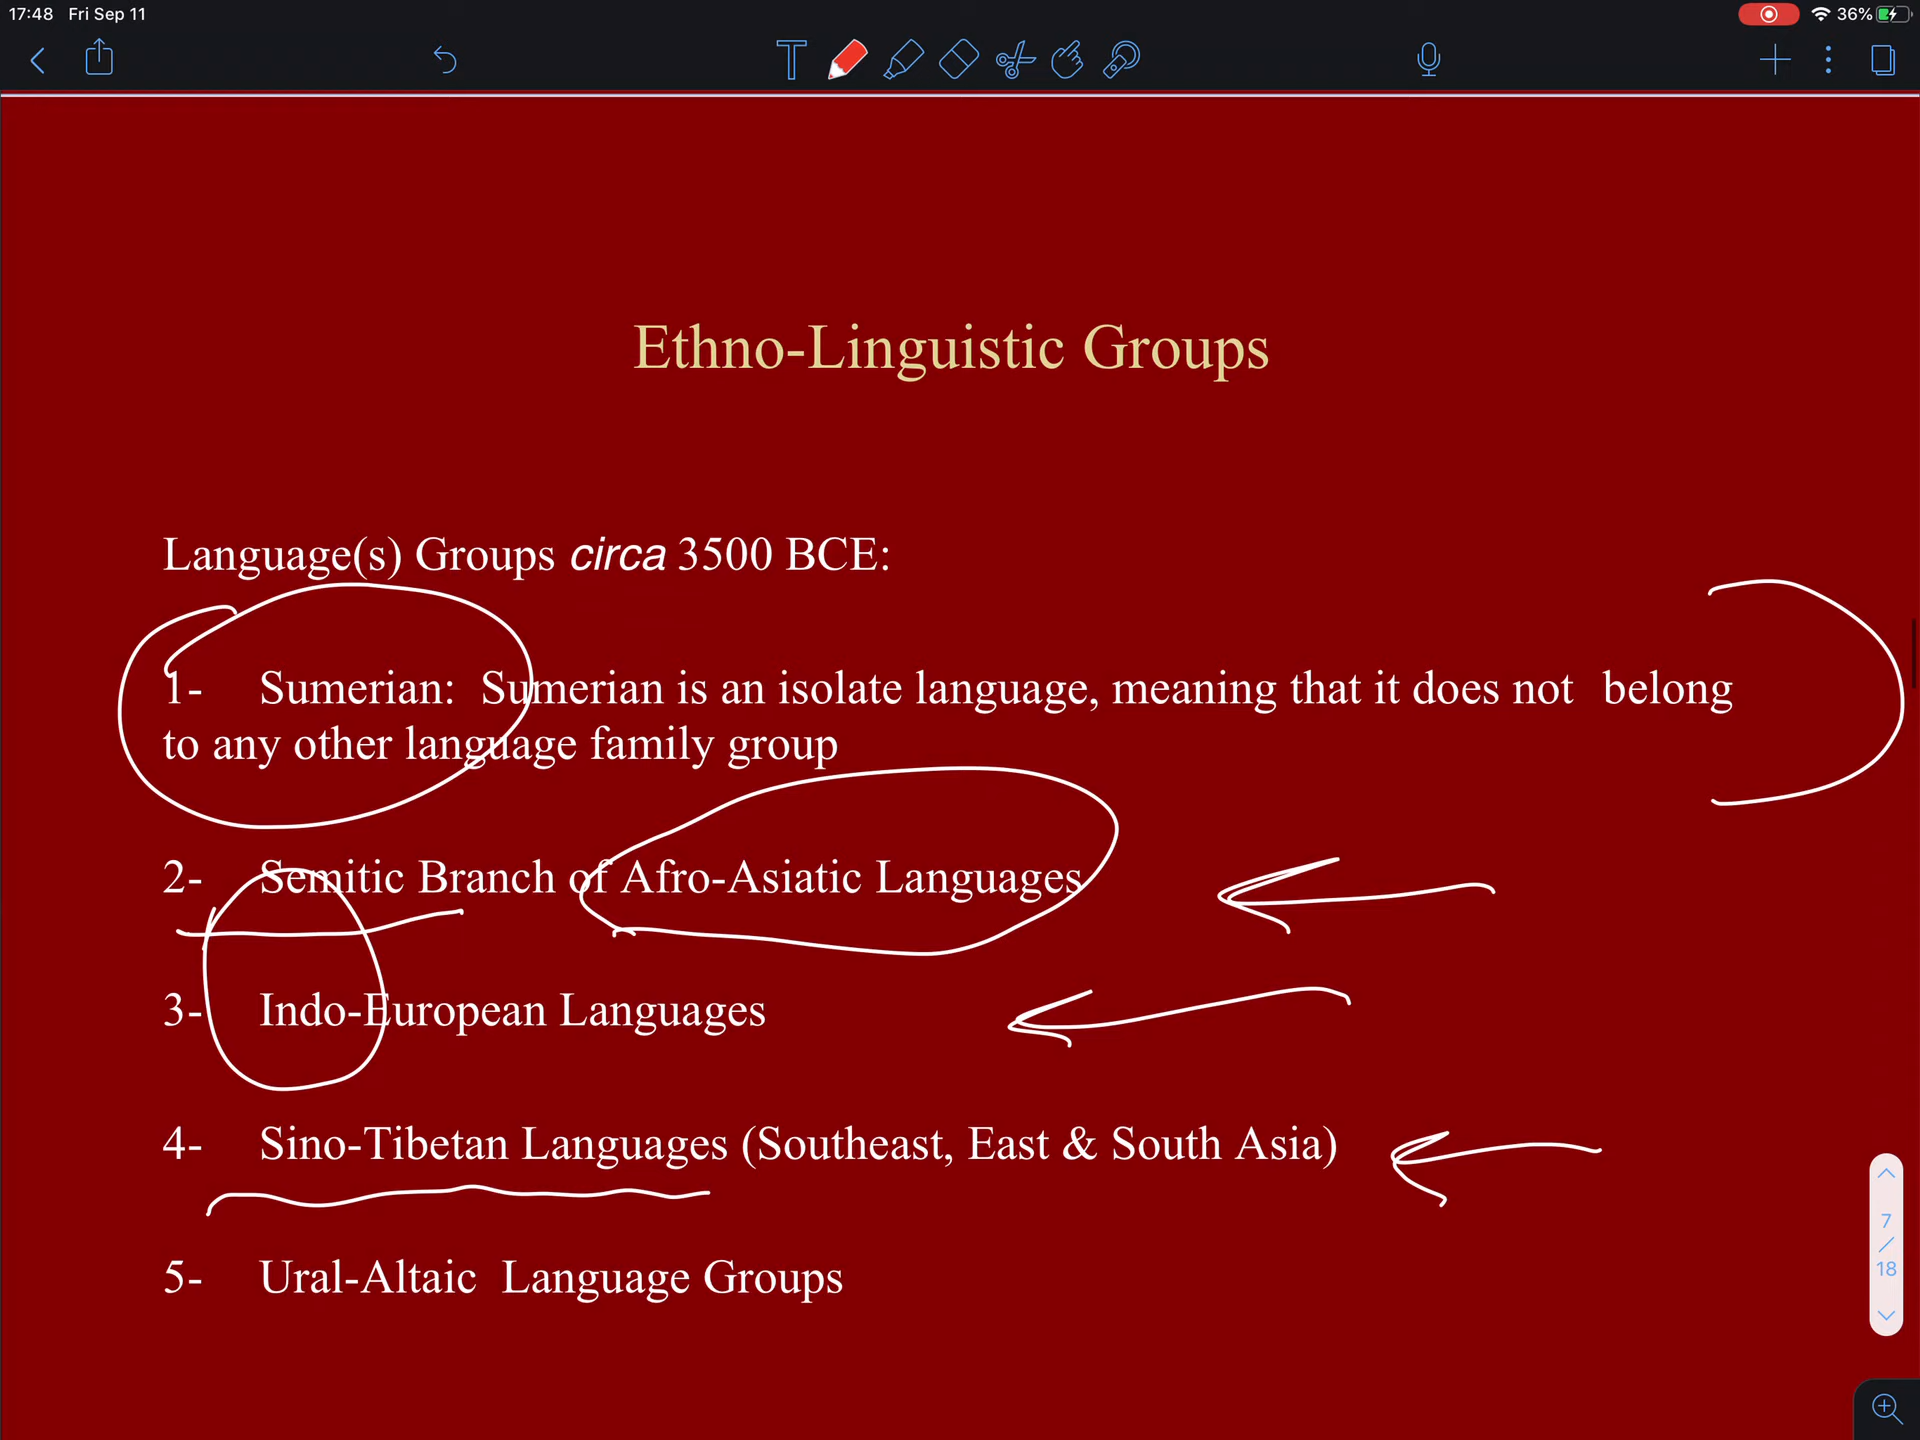 17:48 Fri Sep 11
36%
Ethno-Linguistic Groups
Language(s) Groups circa 3500 BCE:
1- Sumerian: Sumerian is an isolate language, meaning that it does not belong
to any other language family group
2- Semitic Branch of Afro-Asiatic Languages
3- Indo-European Languages
4- Sino-Tibetan Languages (Southeast, East & South Asia)
5- Ural-Altaic Language Groups
7
/
18